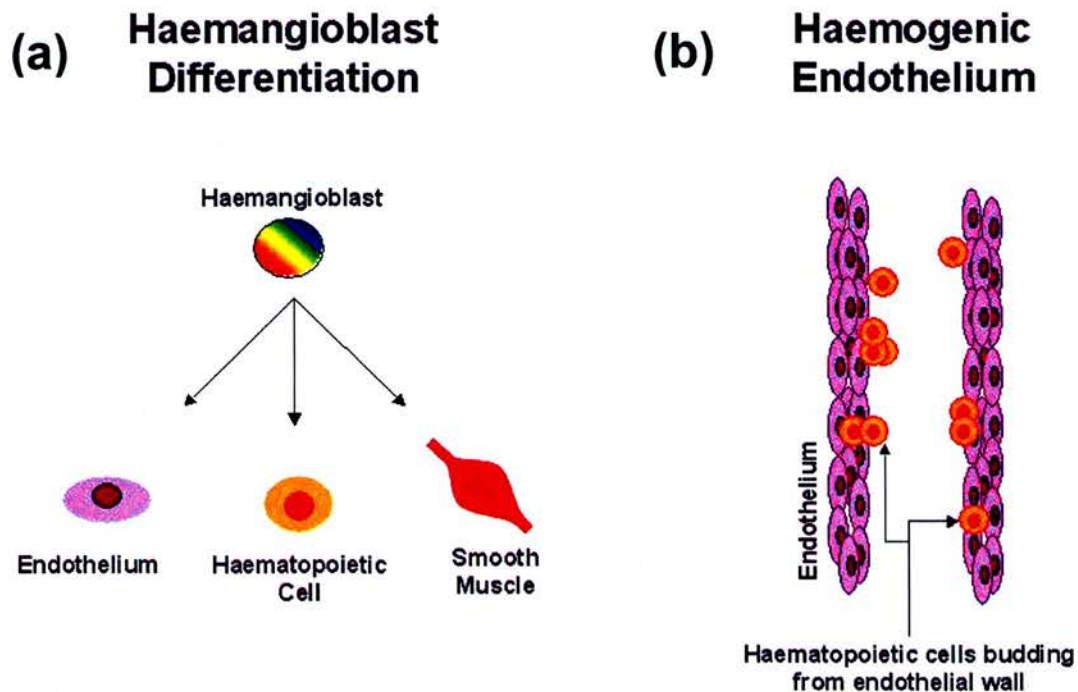 (a)
Haemangioblast
Differentiation
Haemangioblast
Endothelium
Haematopoietic
Cell
Smooth
Muscle
(b)
Haemogenic
Endothelium
Endothelium
Haematopoietic cells budding
from endothelial wall